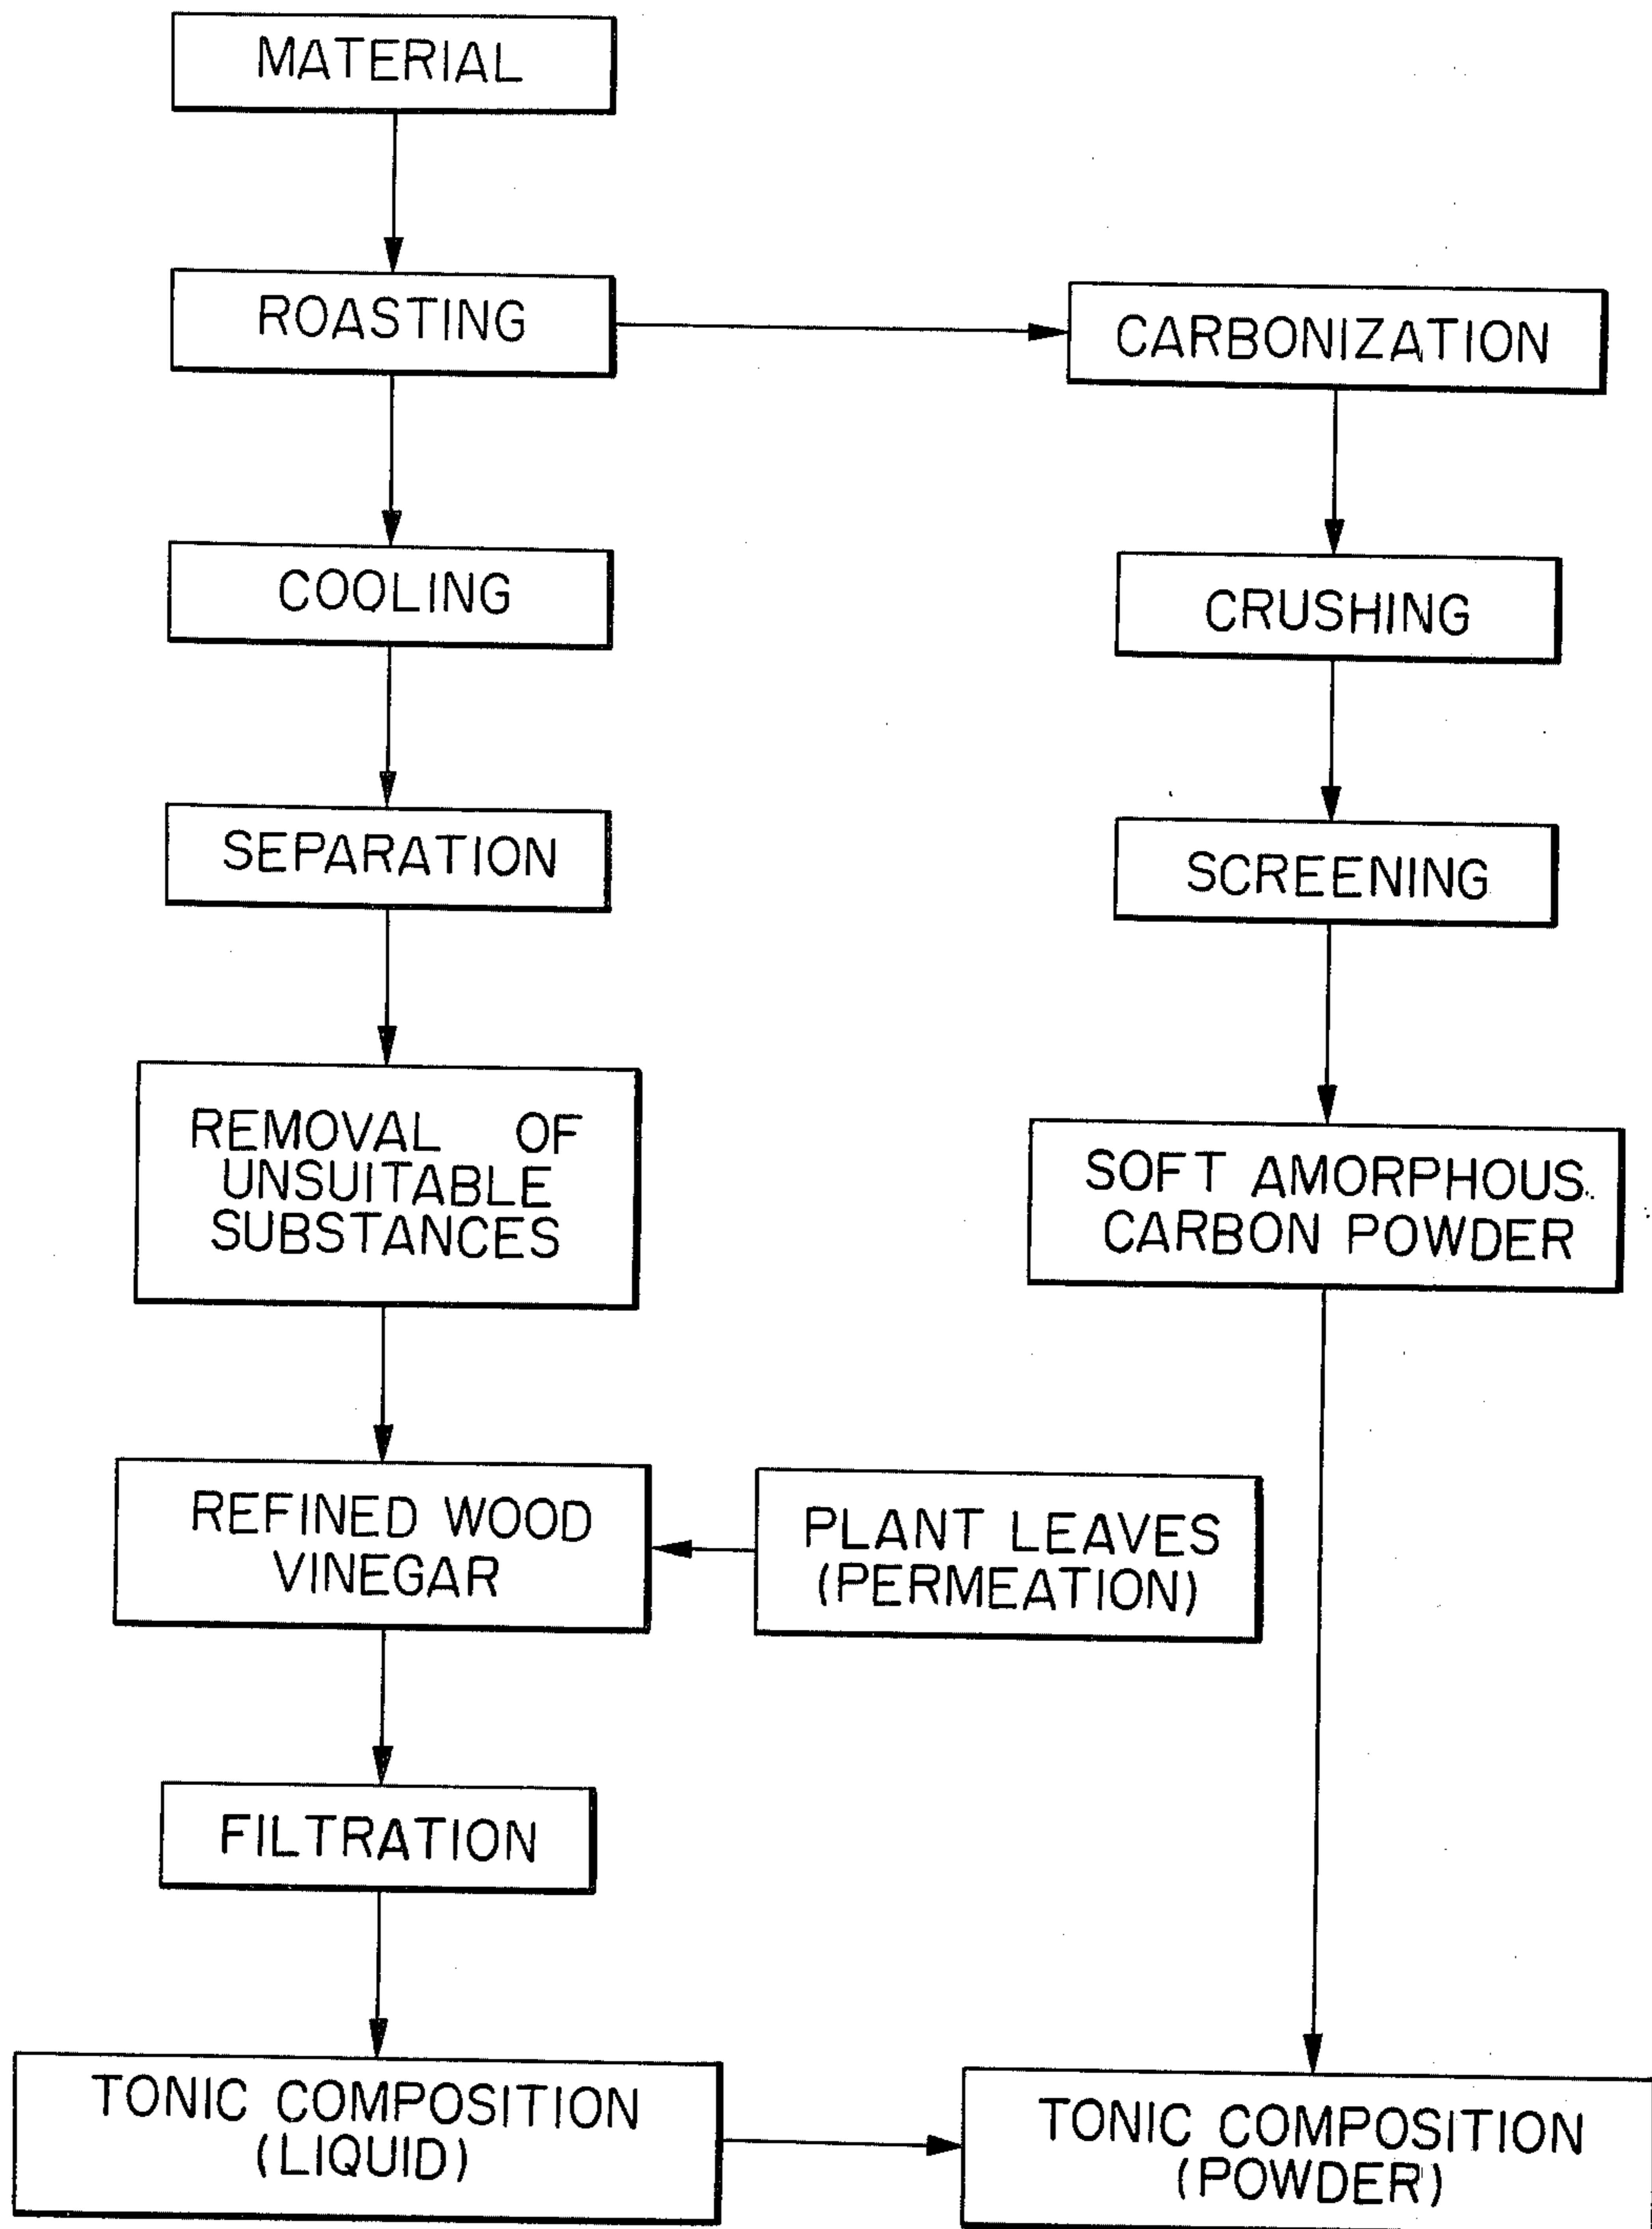 MATERIAL
ROASTING
CARBONIZATION
COOLING
CRUSHING
SEPARATION
SCREENING
REMOVAL OF
UNSUITABLE
SUBSTANCES
SOFT AMORPHOUS
CARBON POWDER
REFINED WOOD
VINEGAR
PLANT LEAVES
(PERMEATION)
FILTRATION
TONIC COMPOSITION
(LIQUID)
TONIC COMPOSITION
(POWDER)